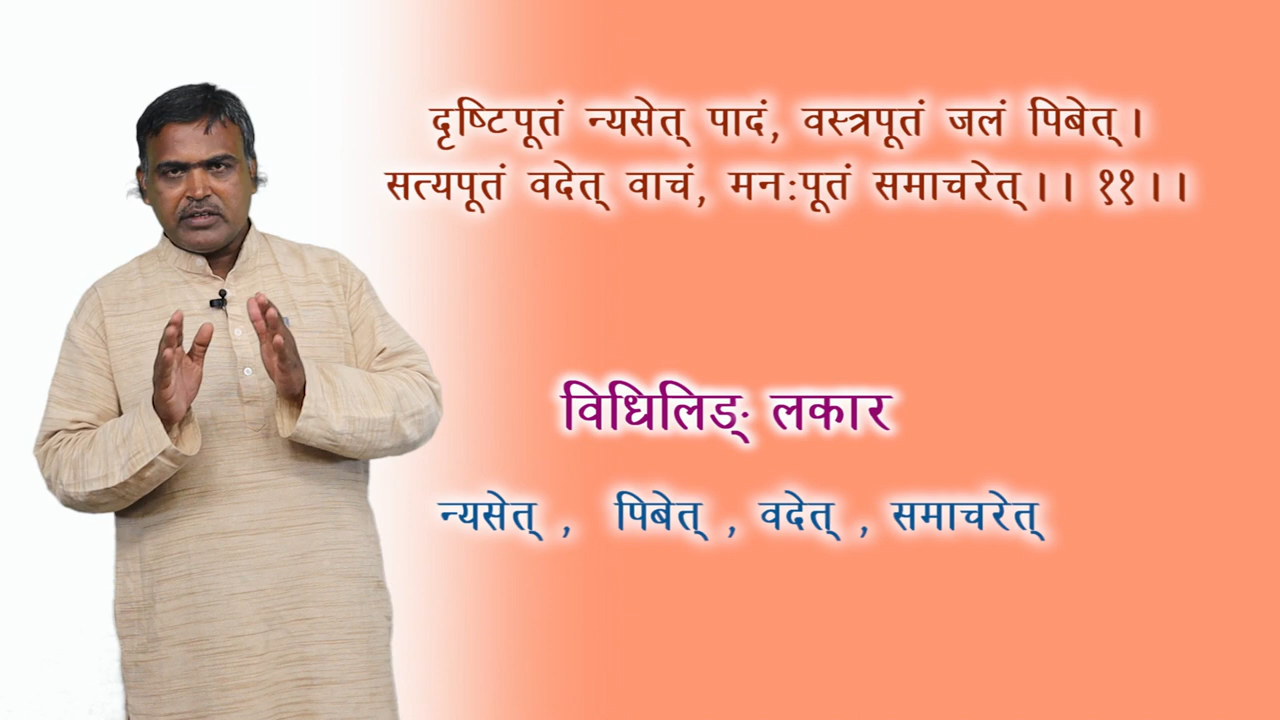 दृष्टिपूतं न्यसेत् पादं, वस्त्रपूतं जलं पिबेत् ।
सत्यपूतं वदेत् वाचं, मनःपूतं समाचरेत् ।। ११ ।।
विधिलिङ् लकार
न्यसेत् , पिबेत् , वदेत् , समाचरेत्